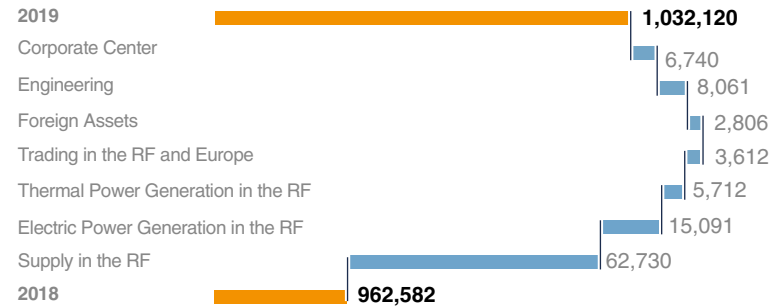 2019 1,032,120
Corporate Center 6,740
Engineering 8,061
Foreign Assets 2,806
Trading in the RF and Europe 3,612
Thermal Power Generation in the RF 5,712
Electric Power Generation in the RF 15,091
Supply in the RF 62,730
2018 962,582